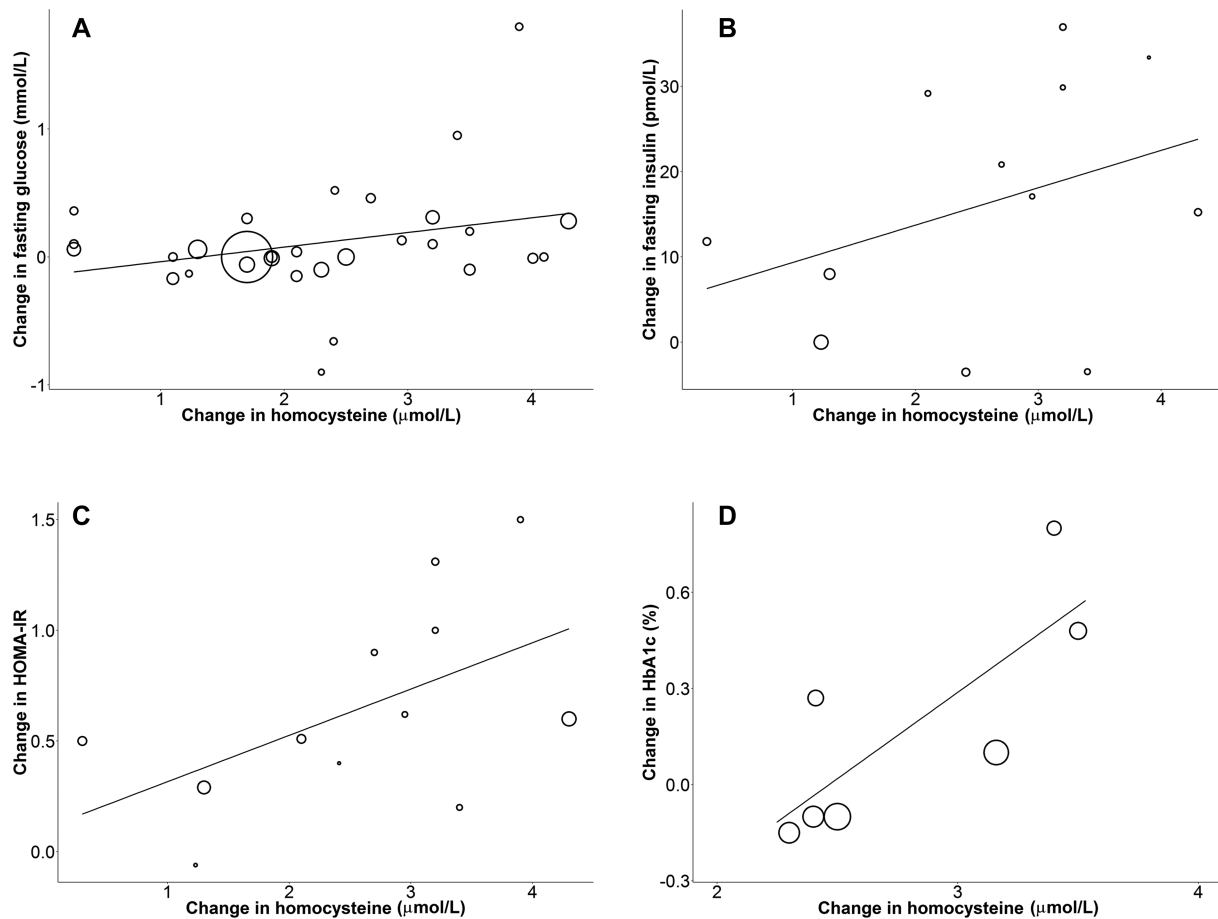 A
Change in fasting glucose (mmol/L)
1
0
-1
1 2 3 4
Change in homocysteine (μmol/L)
B
Change in fasting insulin (pmol/L)
30
20
10
0
1 2 3 4
Change in homocysteine (μmol/L)
C
Change in HOMA-IR
1.5
1.0
0.5
0.0
1 2 3 4
Change in homocysteine (μmol/L)
D
Change in HbA1c (%)
0.6
0.3
0.0
-0.3
2 3 4
Change in homocysteine (μmol/L)